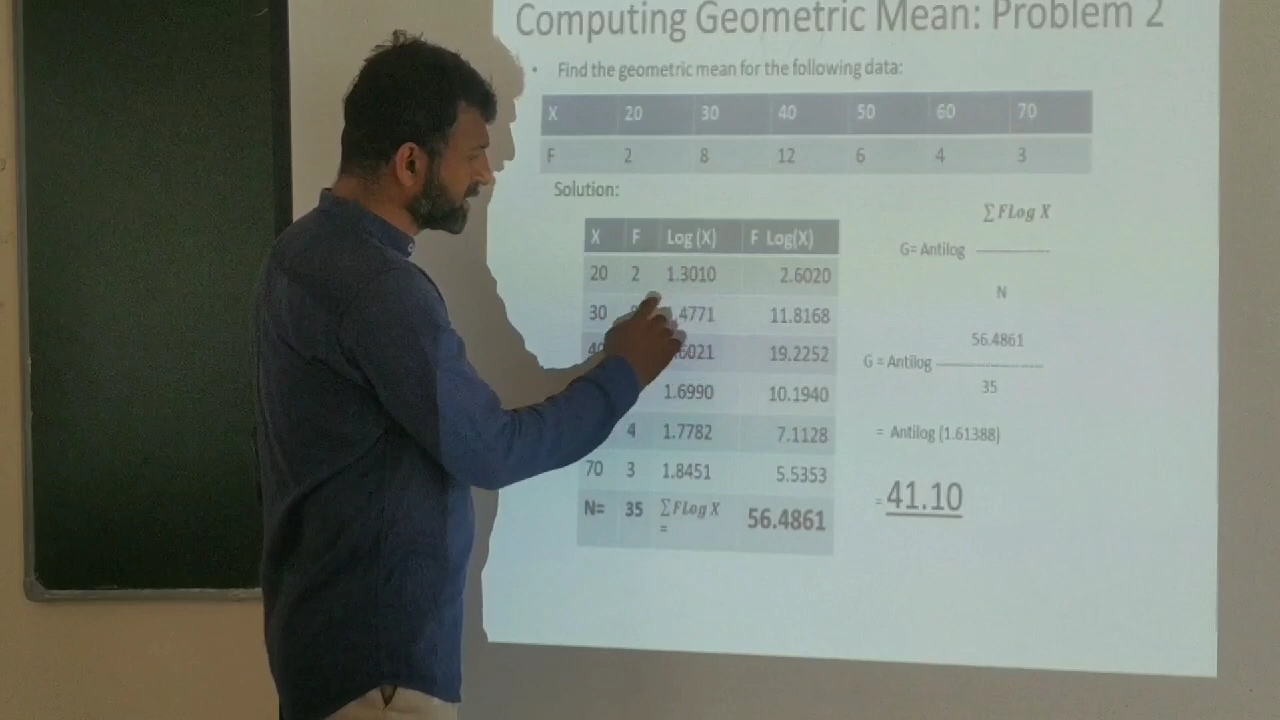 Computing Geometric Mean: Problem 2
• Find the geometric mean for the following data:
X 20 30 40 50 60 70
F 2 8 12 6 4 3
Solution:
X F Log (X) F Log(X)
20 2 1.3010 2.6020
30 .4771 11.8168
.6021 19.2252
1.6990 10.1940
4 1.7782 7.1128
70 3 1.8451 5.5353
N= 35 ∑FLog X = 56.4861
∑FLog X
G= Antilog ————
N
56.4861
G = Antilog ————
35
= Antilog (1.61388)
= 41.10